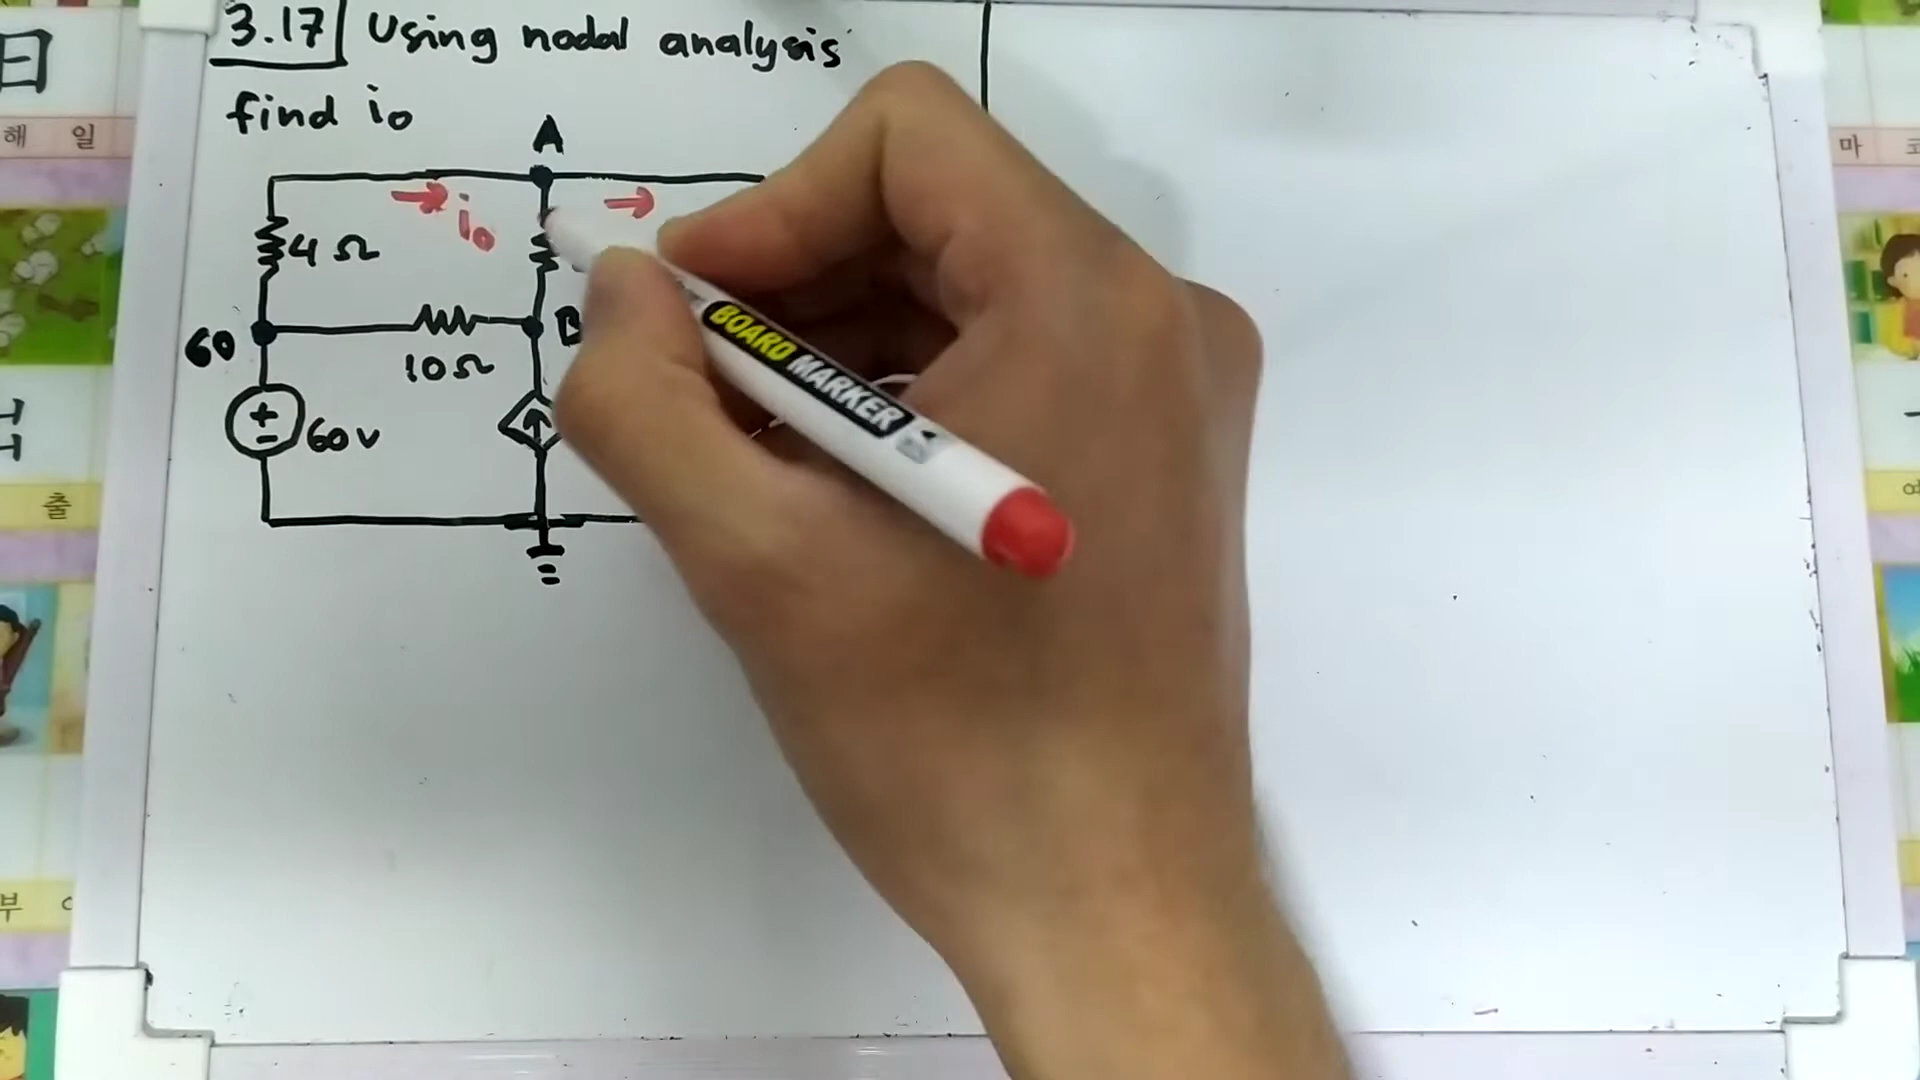 3.17 Using nodal analysis
find io
A
io
4 Ω
60
10Ω
B
60v
BOARD MARKER
日
해 일
출
부
마